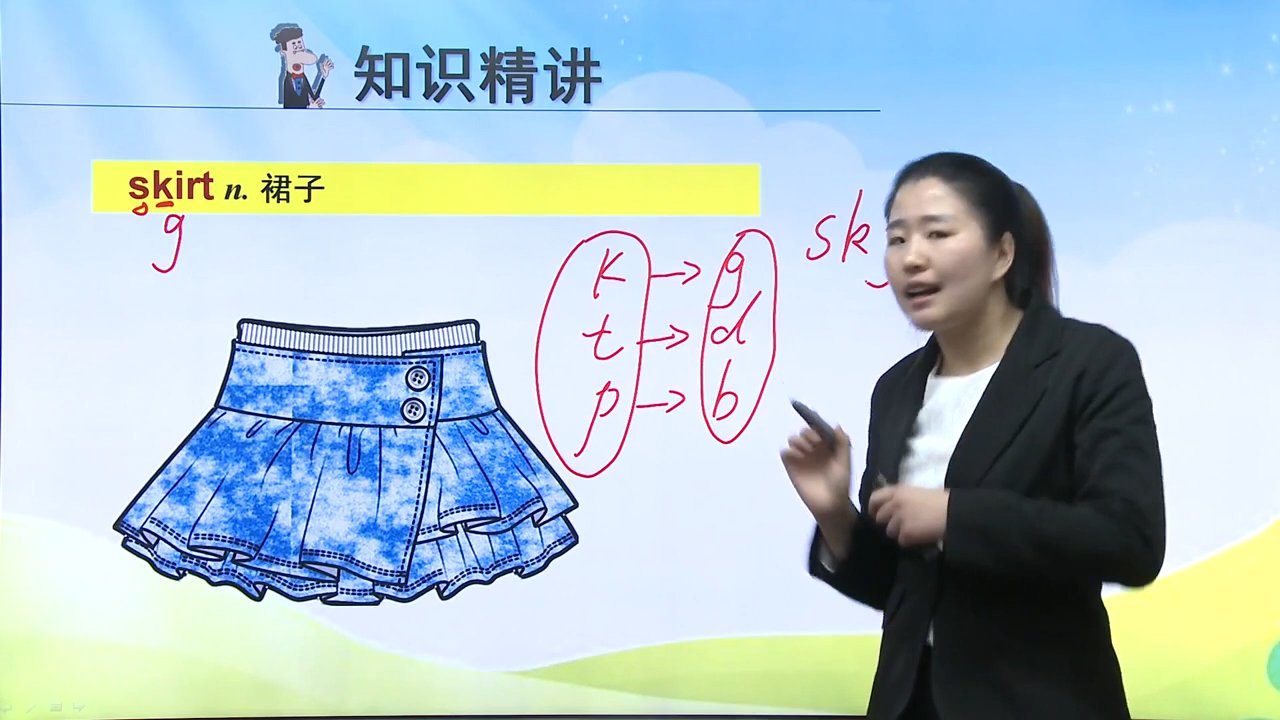 知识精讲
skirt n. 裙子
g
k → g
t → d
p → b
sk